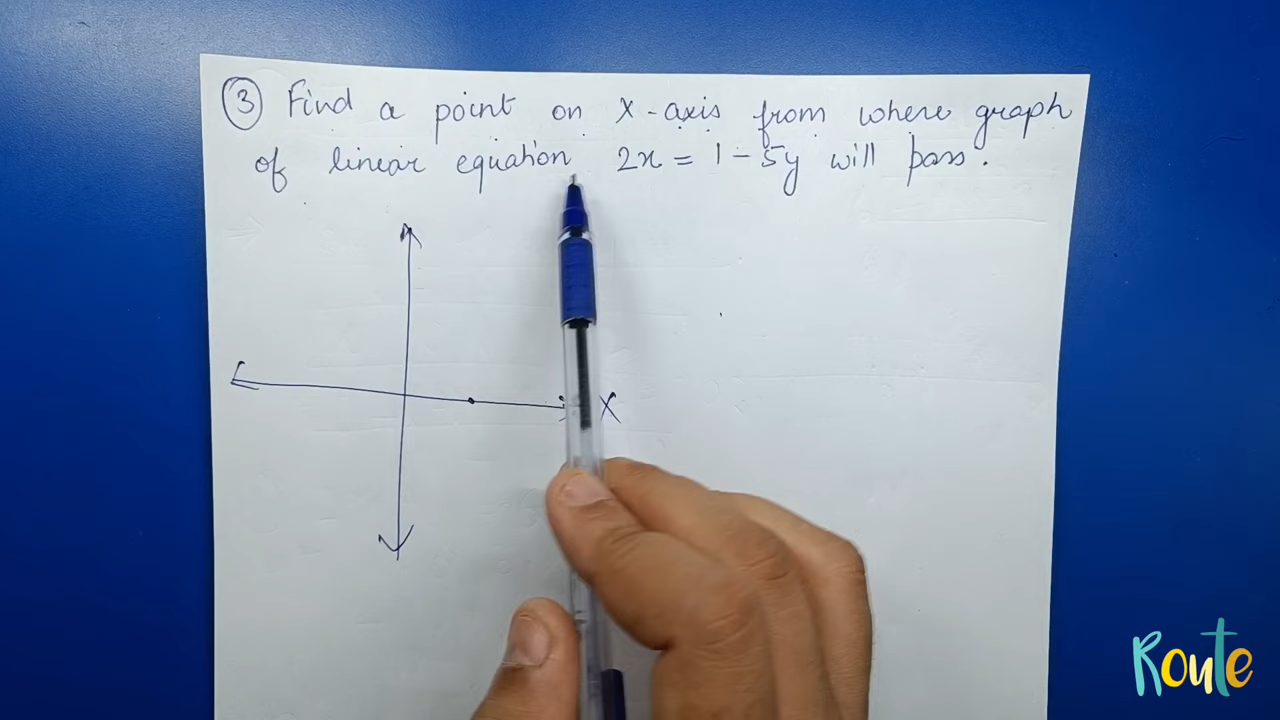 ③ Find a point on X-axis from where graph
of linear equation 2x = 1 - 5y will pass.
X
Route